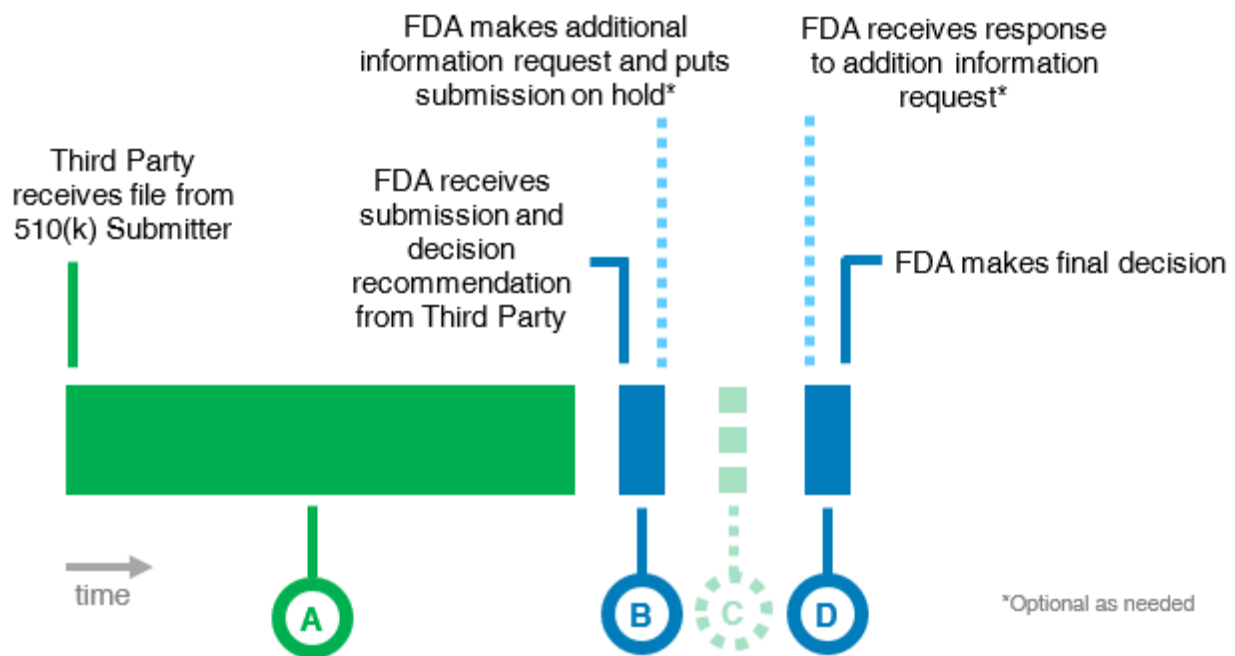 FDA makes additional
information request and puts
submission on hold*
FDA receives response
to addition information
request*
Third Party
receives file from
510(k) Submitter
FDA receives
submission and
decision
recommendation
from Third Party
FDA makes final decision
time
A
B
C
D
*Optional as needed